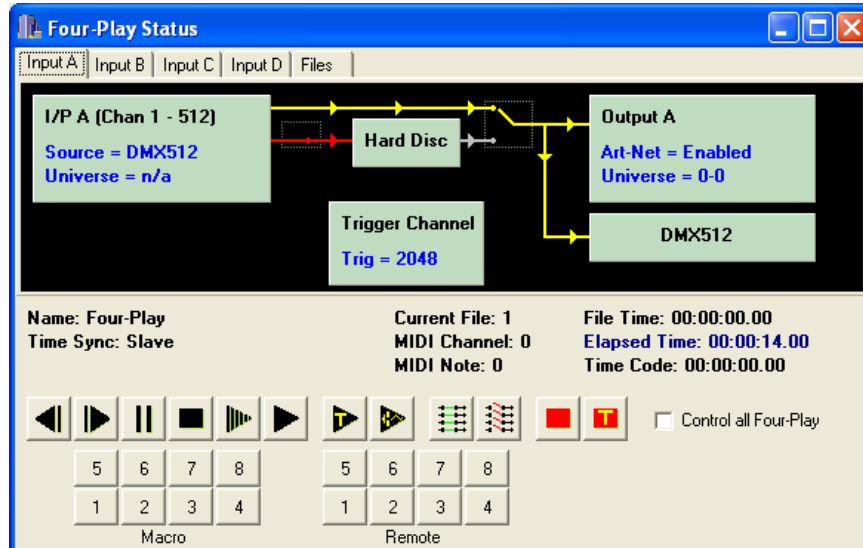 Four-Play Status
Input A Input B Input C Input D Files
I/P A (Chan 1 - 512)
Source = DMX512
Universe = n/a
Hard Disc
Output A
Art-Net = Enabled
Universe = 0-0
Trigger Channel
Trig = 2048
DMX512
Name: Four-Play
Time Sync: Slave
Current File: 1
MIDI Channel: 0
MIDI Note: 0
File Time: 00:00:00.00
Elapsed Time: 00:00:14.00
Time Code: 00:00:00.00
T
T
Control all Four-Play
5 6 7 8
1 2 3 4
Macro
5 6 7 8
1 2 3 4
Remote